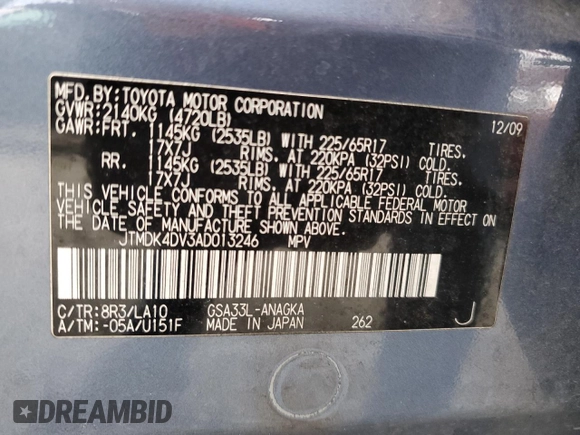 MFD. BY: TOYOTA MOTOR CORPORATION 12/09
GVWR: 2140KG (4720LB)
GAWR: FRT. 1145KG (2535LB) WITH 225/65R17 TIRES.
17X7J RIMS. AT 220KPA (32PSI) COLD.
RR. 1145KG (2535LB) WITH 225/65R17 TIRES.
17X7J RIMS. AT 220KPA (32PSI) COLD.
THIS VEHICLE CONFORMS TO ALL APPLICABLE FEDERAL MOTOR
VEHICLE SAFETY AND THEFT PREVENTION STANDARDS IN EFFECT ON
THE DATE OF MANUFACTURE SHOWN ABOVE.
JTMDK4DV3AD013246 MPV
C/TR: 8R3/LA10 GSA33L-ANAGKA
A/TM: -05A/U151F MADE IN JAPAN 262 J
DREAMBID